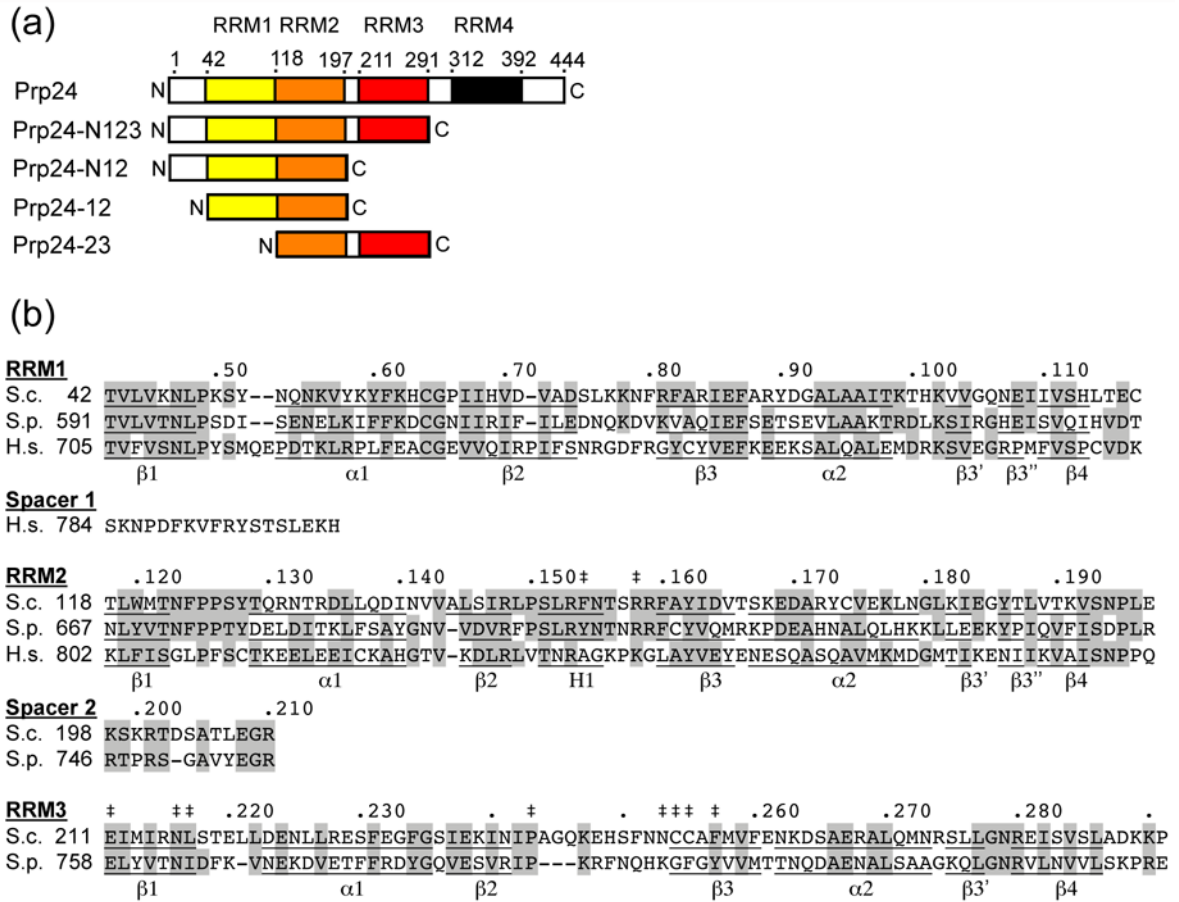 (a)
RRM1 RRM2 RRM3 RRM4
1 42 118 197 211 291 312 392 444
Prp24 N C
Prp24-N123 N C
Prp24-N12 N C
Prp24-12 N C
Prp24-23 N C
(b)
RRM1 .50 .60 .70 .80 .90 .100 .110
S.c. 42 TVLVKNLPKSY--NQNKVYKYFKHCGPIIHVD-VADSLKKNFRFARIEFARYDGALAAITKTHKVVGQNEIIVSHLTEC
S.p. 591 TVLVTNLPSDI--SENELKIFFKDCGNIIRIF-ILEDNQKDVKVAQIEFSETSEVLAAKTRDLKSIRGHEISVQIHVDT
H.s. 705 TVFVSNLPYSMQEPDTKLRPLFEACGEVVQIRPIFSNRGDFRGYCYVEFKEEKSALQALEMDRKSVEGRPMFVSPCVDK
β1 α1 β2 β3 α2 β3' β3'' β4
Spacer 1
H.s. 784 SKNPDFKVFRYSTSLEKH
RRM2 .120 .130 .140 .150‡ ‡ .160 .170 .180 .190
S.c. 118 TLWMTNFPPSYTQRNTRDLLQDINVVALSIRLPSLRFNTSRRFAYIDVTSKEDARYCVEKLNGLKIEGYTLVTKVSNPLE
S.p. 667 NLYVTNFPPTYDELDITKLFSAYGNV-VDVRFPSLRYNTNRRFCYVQMRKPDEAHNALQLHKKLLEEKYPIQVFISDPLR
H.s. 802 KLFISGLPFSCTKEELEEICKAHGTV-KDLRLVTNRAGKPKGLAYVEYENESQASQAVMKMDGMTIKENIIKVAISNPPQ
β1 α1 β2 H1 β3 α2 β3' β3'' β4
Spacer 2 .200 .210
S.c. 198 KSKRTDSATLEGR
S.p. 746 RTPRS-GAVYEGR
RRM3 ‡ ‡‡ .220 .230 . ‡ . ‡‡‡ ‡ .260 .270 .280 .
S.c. 211 EIMIRNLSTELLDENLLRESFEGFGSIEKINIPAGQKEHSFNNCCAFMVFENKDSAERALQMNRSLLGNREISVSLADKKP
S.p. 758 ELYVTNIDFK-VNEKDVETFFRDYGQVESVRIP---KRFNQHKGFGYVVMTTNQDAENALSAAGKQLGNRVLNVVLSKPRE
β1 α1 β2 β3 α2 β3' β4